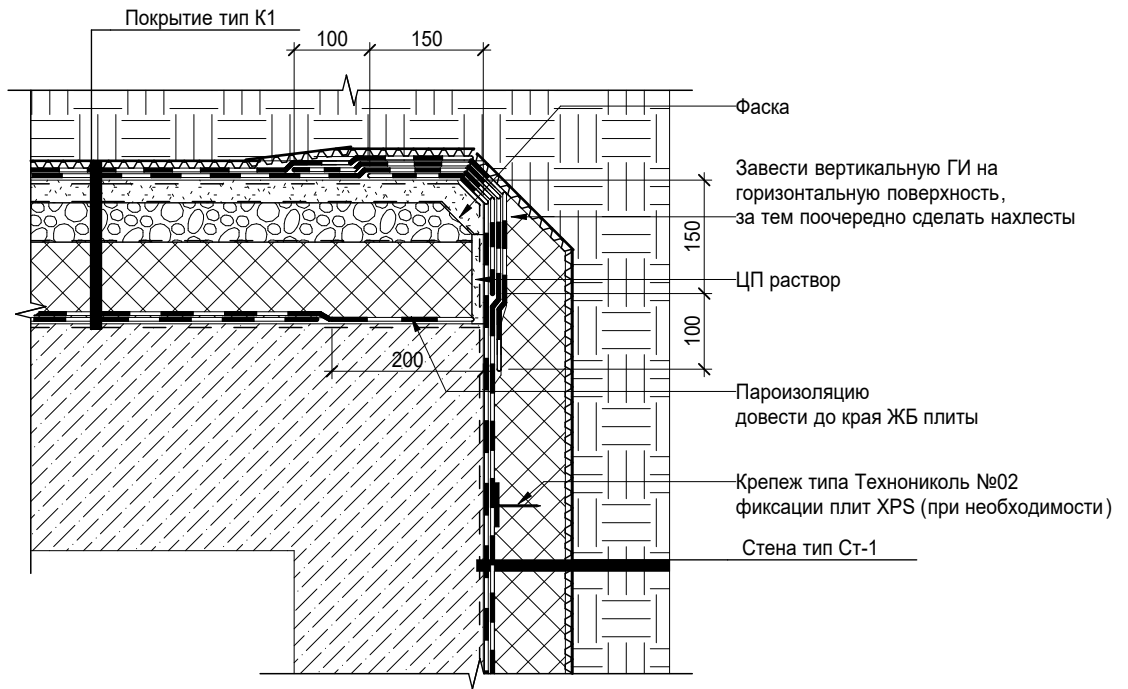 Покрытие тип К1
100
150
Фаска
Завести вертикальную ГИ на
горизонтальную поверхность,
за тем поочередно сделать нахлесты
150
ЦП раствор
100
200
Пароизоляцию
довести до края ЖБ плиты
Крепеж типа Технониколь №02
фиксации плит XPS (при необходимости)
Стена тип Ст-1